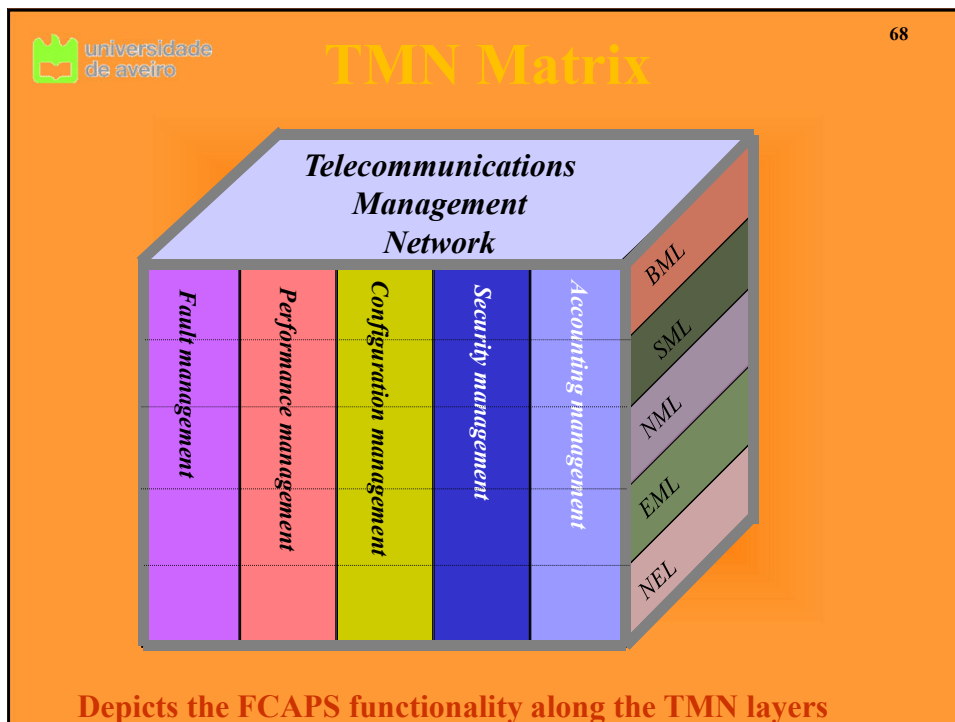 universidade
de aveiro
TMN Matrix
68
Telecommunications
Management
Network
Fault management
Performance management
Configuration management
Security management
Accounting management
BML
SML
NML
EML
NEL
Depicts the FCAPS functionality along the TMN layers